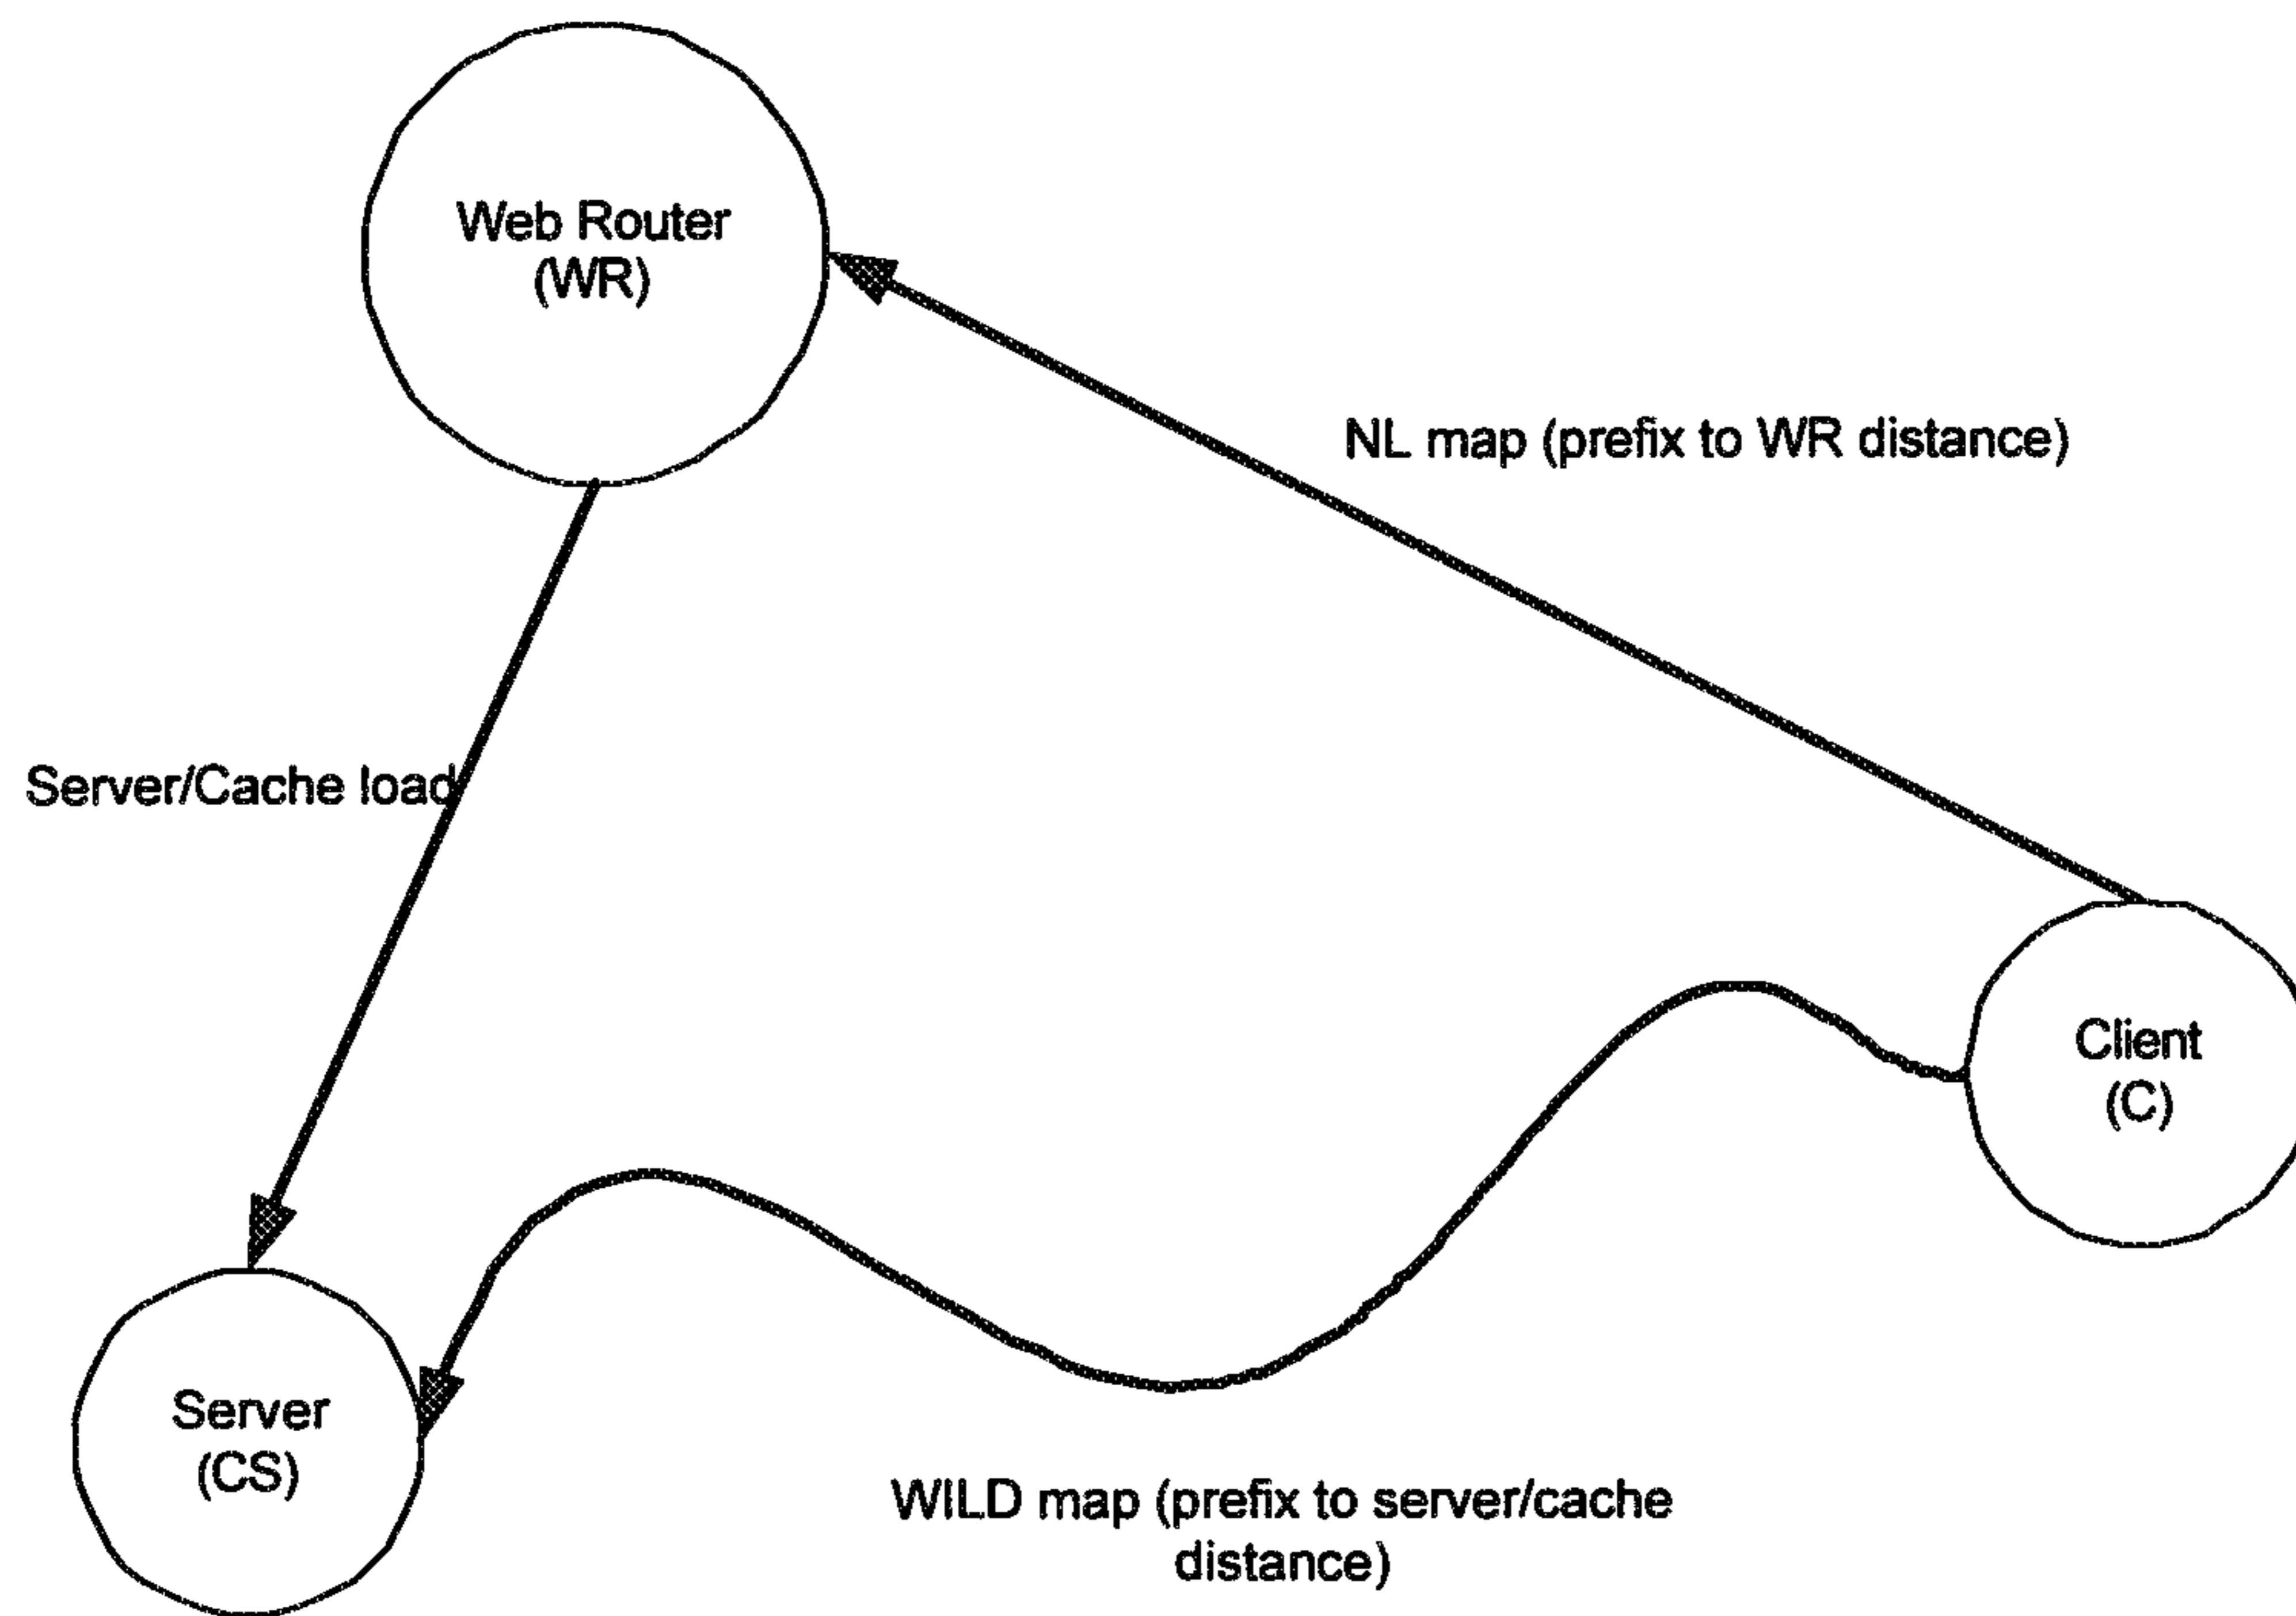 Web Router
(WR)
NL map (prefix to WR distance)
Server/Cache load
Client
(C)
Server
(CS)
WILD map (prefix to server/cache
distance)